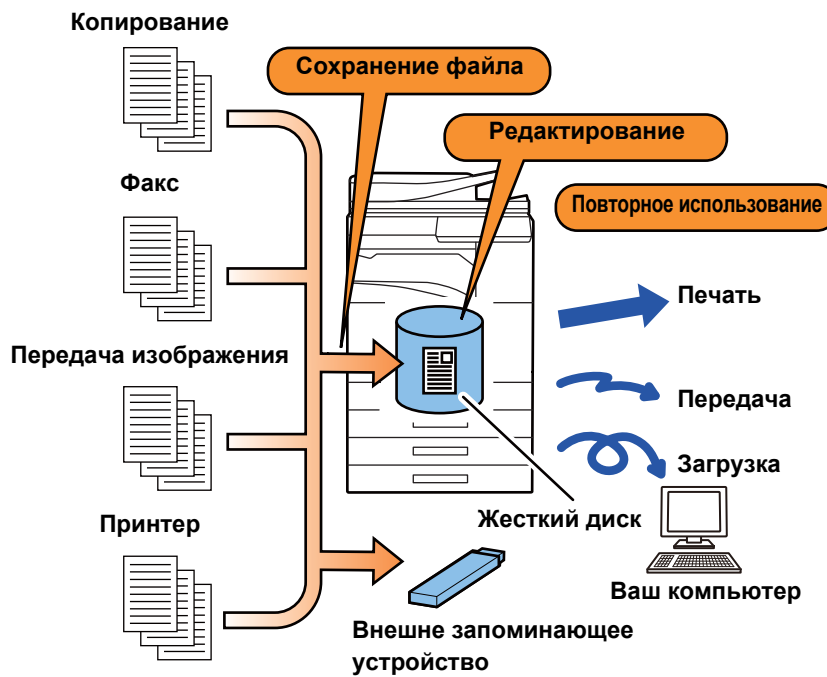 Копирование
Сохранение файла
Редактирование
Факс
Повторное использование
Печать
Передача изображения
Передача
Загрузка
Принтер
Жесткий диск
Ваш компьютер
Внешне запоминающее
устройство